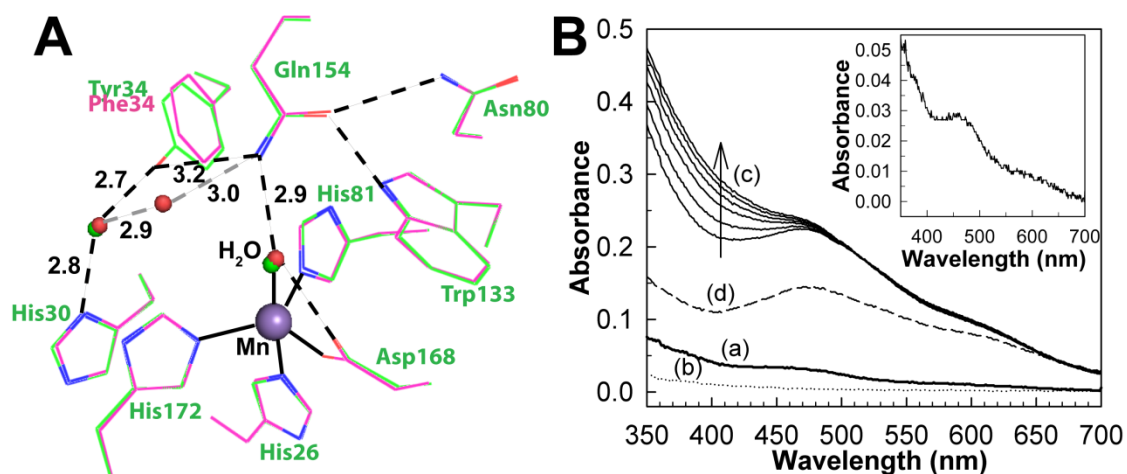 A
Tyr34
Phe34
Gln154
Asn80
2.7
3.2
3.0
2.9
2.9
His81
2.8
H2O
Trp133
His30
Mn
Asp168
His172
His26
B
Absorbance
0.5
0.4
0.3
0.2
0.1
0.0
(c)
(d)
(a)
(b)
350 400 450 500 550 600 650 700
Wavelength (nm)
Absorbance
0.05
0.04
0.03
0.02
0.01
0.00
400 500 600 700
Wavelength (nm)